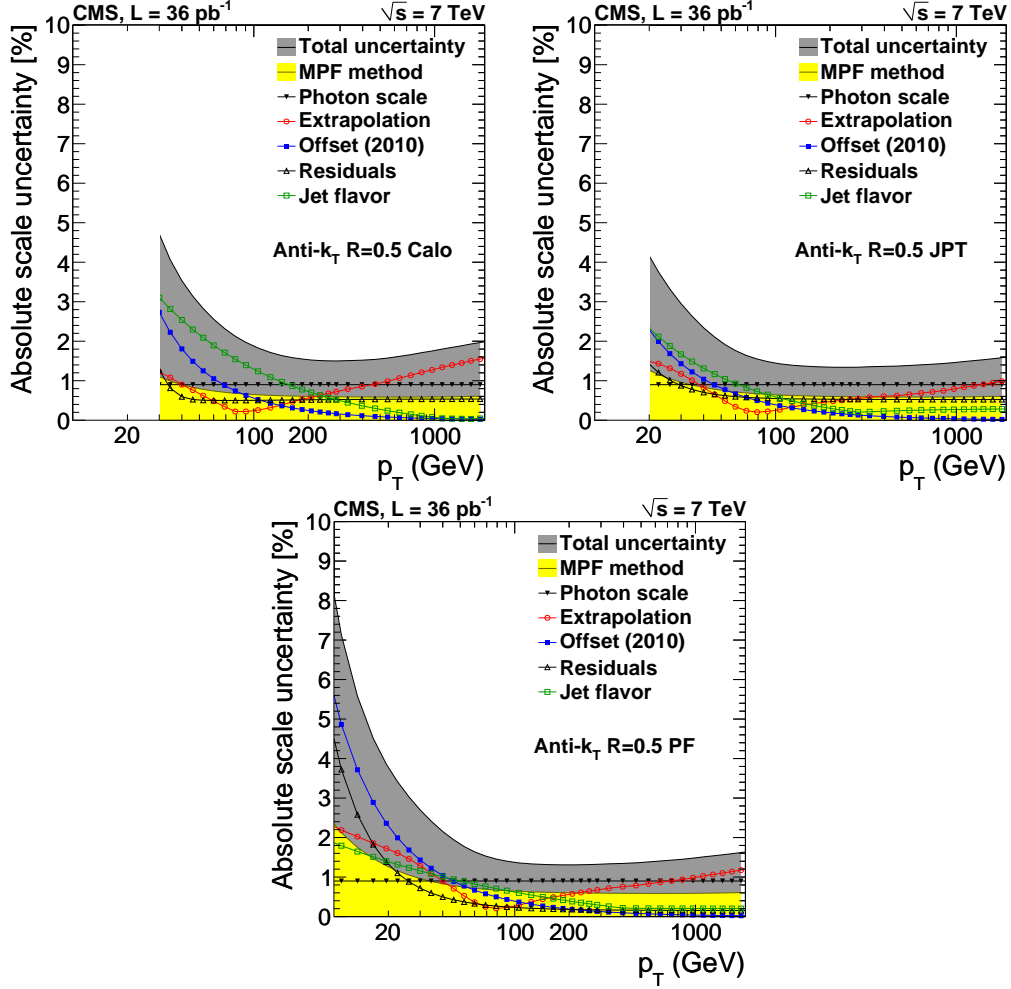 CMS, L = 36 pb⁻¹ √s = 7 TeV
Absolute scale uncertainty [%]
10
9
8
7
6
5
4
3
2
1
0
Total uncertainty
MPF method
Photon scale
Extrapolation
Offset (2010)
Residuals
Jet flavor
Anti-k_T R=0.5 Calo
20 100 200 1000
p_T (GeV)
CMS, L = 36 pb⁻¹ √s = 7 TeV
Absolute scale uncertainty [%]
10
9
8
7
6
5
4
3
2
1
0
Total uncertainty
MPF method
Photon scale
Extrapolation
Offset (2010)
Residuals
Jet flavor
Anti-k_T R=0.5 JPT
20 100 200 1000
p_T (GeV)
CMS, L = 36 pb⁻¹ √s = 7 TeV
Absolute scale uncertainty [%]
10
9
8
7
6
5
4
3
2
1
0
Total uncertainty
MPF method
Photon scale
Extrapolation
Offset (2010)
Residuals
Jet flavor
Anti-k_T R=0.5 PF
20 100 200 1000
p_T (GeV)